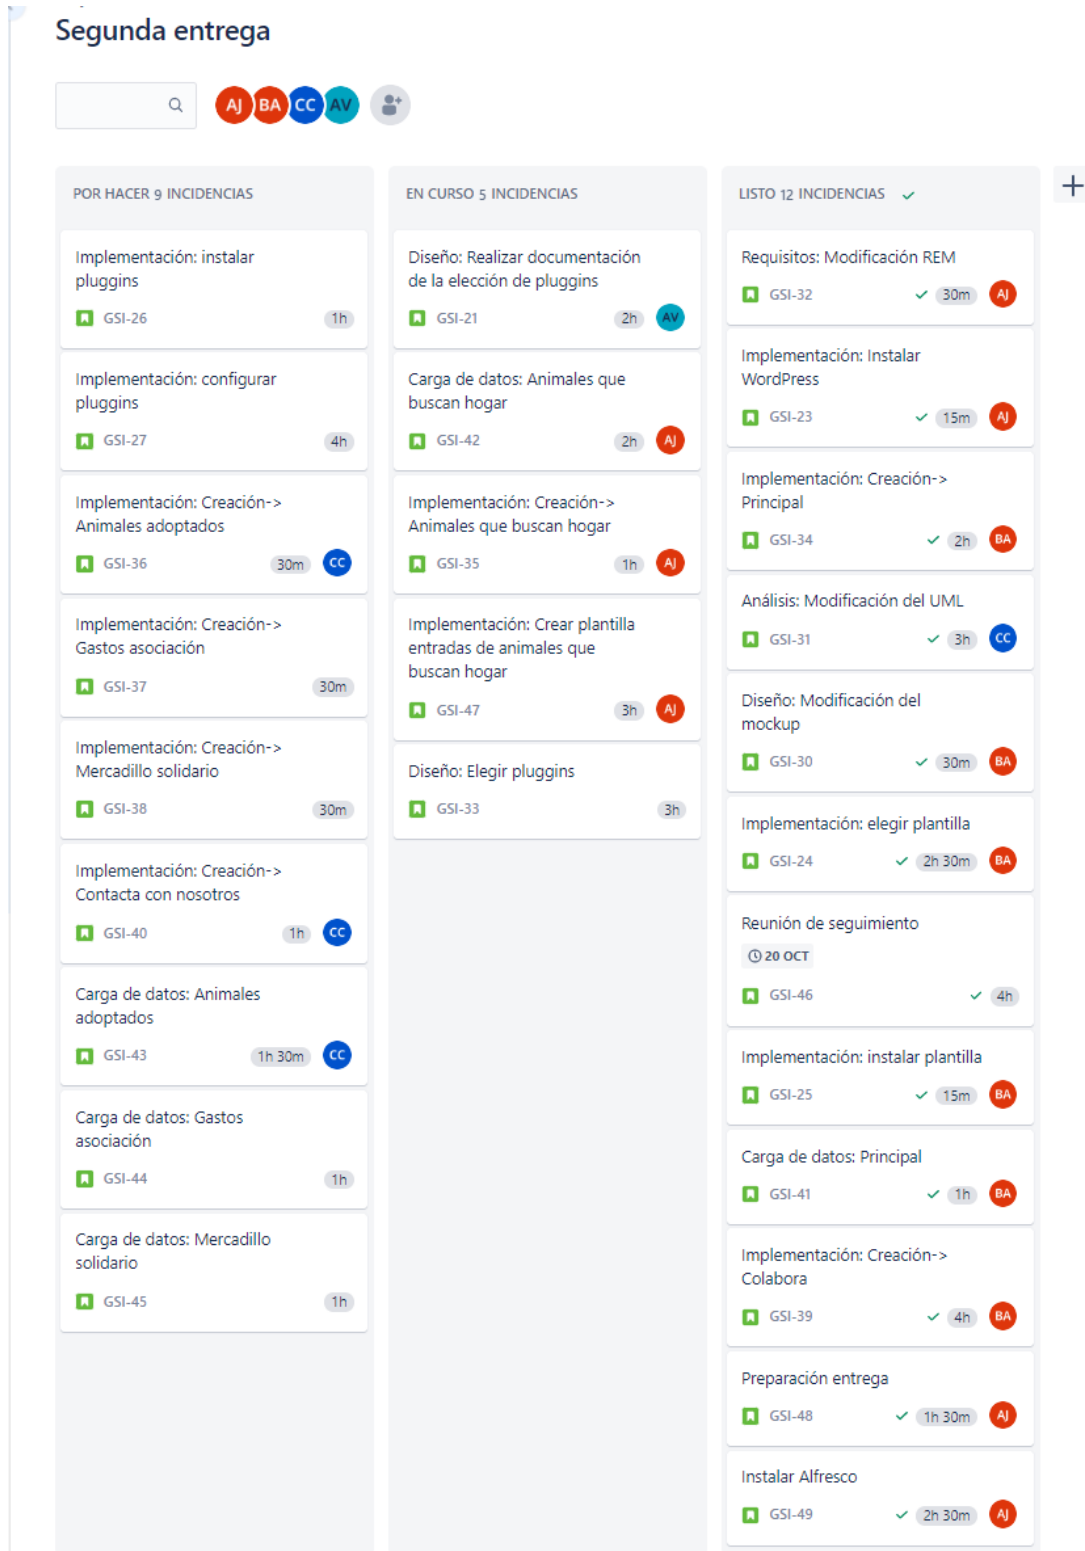 Segunda entrega
AJ BA CC AV
POR HACER 9 INCIDENCIAS
Implementación: instalar
pluggins
GSI-26 1h
Implementación: configurar
pluggins
GSI-27 4h
Implementación: Creación->
Animales adoptados
GSI-36 30m CC
Implementación: Creación->
Gastos asociación
GSI-37 30m
Implementación: Creación->
Mercadillo solidario
GSI-38 30m
Implementación: Creación->
Contacta con nosotros
GSI-40 1h CC
Carga de datos: Animales
adoptados
GSI-43 1h 30m CC
Carga de datos: Gastos
asociación
GSI-44 1h
Carga de datos: Mercadillo
solidario
GSI-45 1h
EN CURSO 5 INCIDENCIAS
Diseño: Realizar documentación
de la elección de pluggins
GSI-21 2h AV
Carga de datos: Animales que
buscan hogar
GSI-42 2h AJ
Implementación: Creación->
Animales que buscan hogar
GSI-35 1h AJ
Implementación: Crear plantilla
entradas de animales que
buscan hogar
GSI-47 3h AJ
Diseño: Elegir pluggins
GSI-33 3h
LISTO 12 INCIDENCIAS
Requisitos: Modificación REM
GSI-32 30m AJ
Implementación: Instalar
WordPress
GSI-23 15m AJ
Implementación: Creación->
Principal
GSI-34 2h BA
Análisis: Modificación del UML
GSI-31 3h CC
Diseño: Modificación del
mockup
GSI-30 30m BA
Implementación: elegir plantilla
GSI-24 2h 30m BA
Reunión de seguimiento
20 OCT
GSI-46 4h
Implementación: instalar plantilla
GSI-25 15m BA
Carga de datos: Principal
GSI-41 1h BA
Implementación: Creación->
Colabora
GSI-39 4h BA
Preparación entrega
GSI-48 1h 30m AJ
Instalar Alfresco
GSI-49 2h 30m AJ